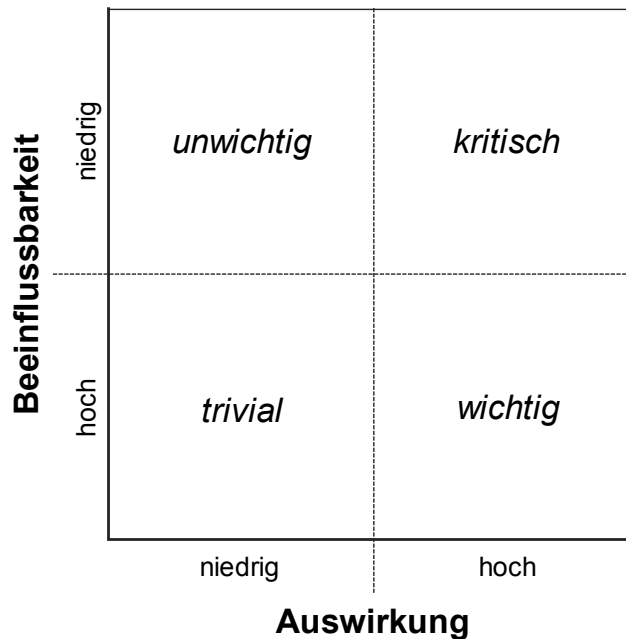 Beeinflussbarkeit
niedrig
unwichtig
kritisch
hoch
trivial
wichtig
niedrig
hoch
Auswirkung